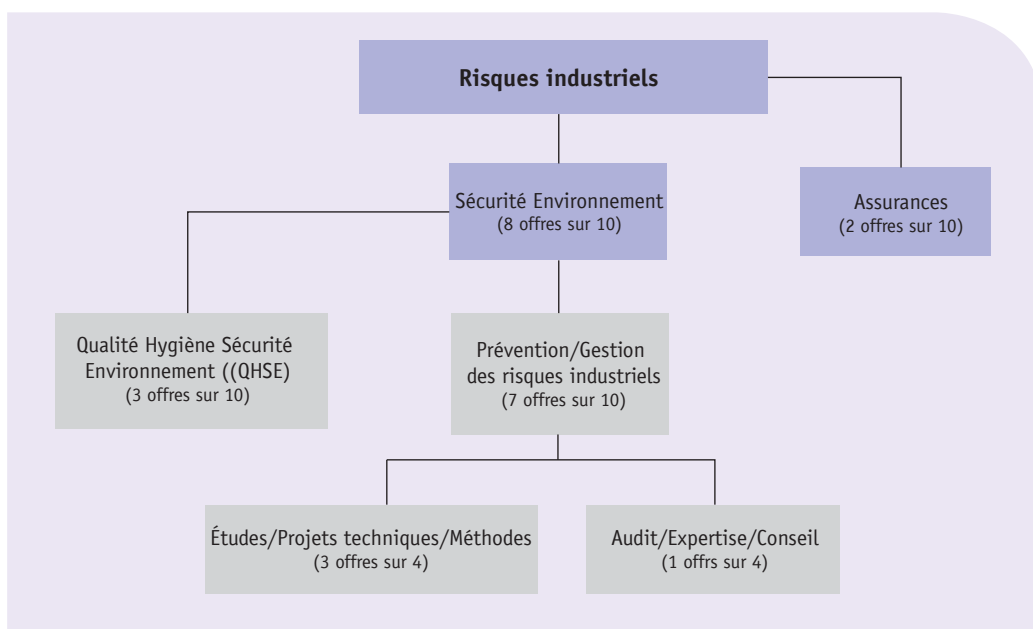 Risques industriels
Sécurité Environnement
(8 offres sur 10)
Assurances
(2 offres sur 10)
Qualité Hygiène Sécurité
Environnement ((QHSE)
(3 offres sur 10)
Prévention/Gestion
des risques industriels
(7 offres sur 10)
Études/Projets techniques/Méthodes
(3 offres sur 4)
Audit/Expertise/Conseil
(1 offrs sur 4)